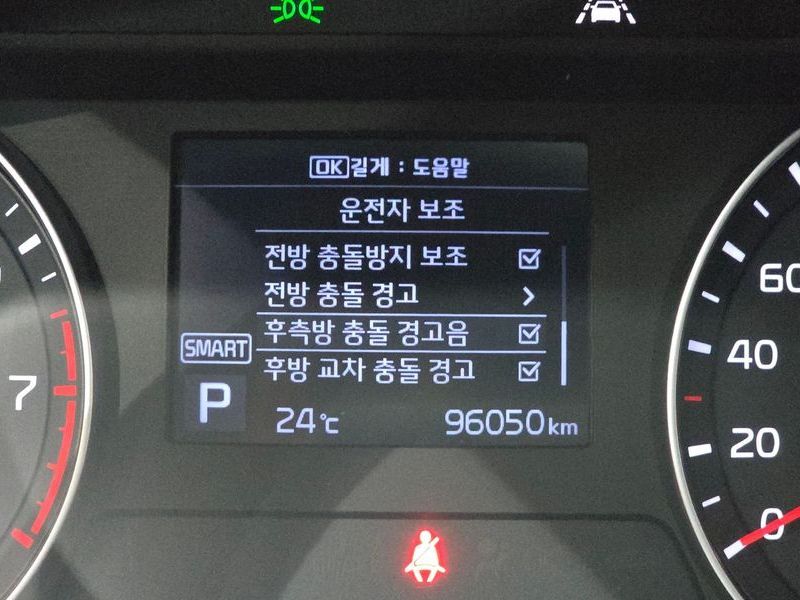 OK 길게 : 도움말
운전자 보조
전방 충돌방지 보조
전방 충돌 경고
후측방 충돌 경고음
후방 교차 충돌 경고
SMART
P
24℃ 96050km
7
60
40
20
0